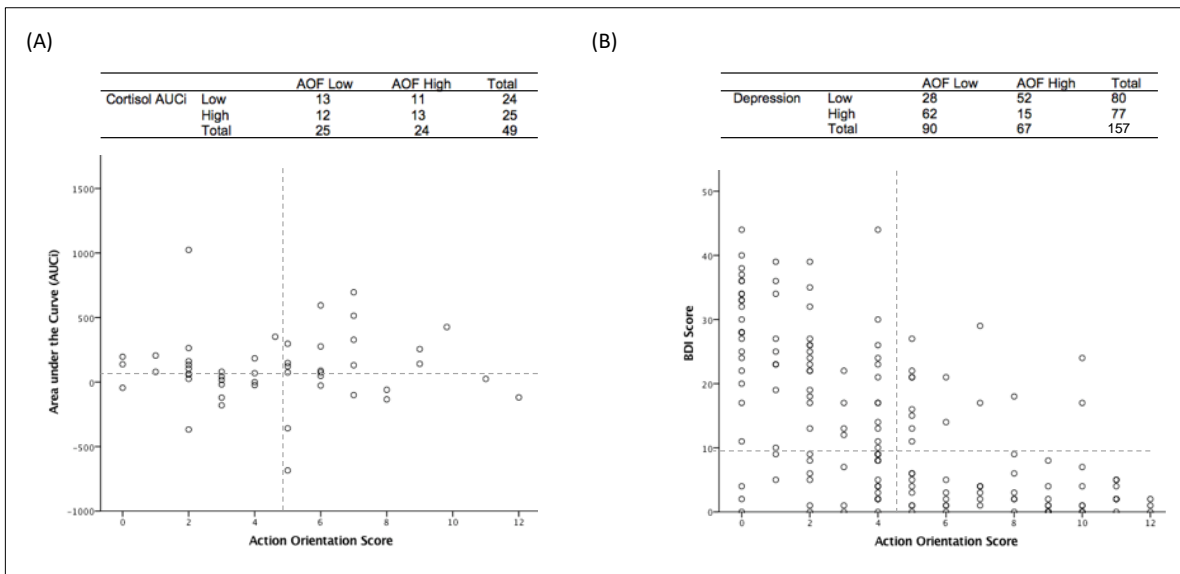 (A)
AOF Low AOF High Total
Cortisol AUCi Low 13 11 24
High 12 13 25
Total 25 24 49
1500
1000
500
0
-500
-1000
Area under the Curve (AUCi)
0 2 4 6 8 10 12
Action Orientation Score
(B)
AOF Low AOF High Total
Depression Low 28 52 80
High 62 15 77
Total 90 67 157
50
40
30
20
10
0
BDI Score
0 2 4 6 8 10 12
Action Orientation Score